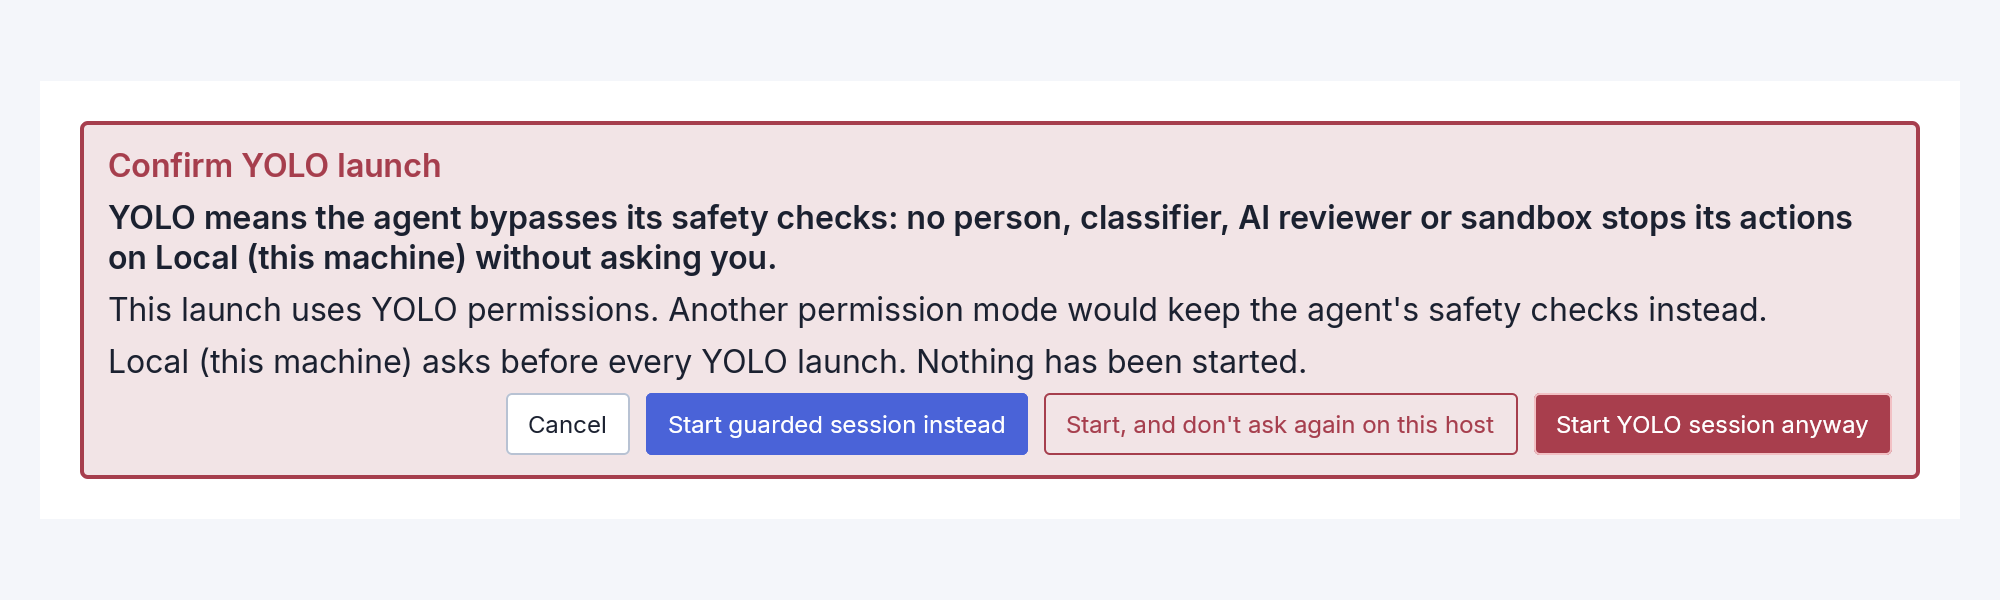 Confirm YOLO launch
YOLO means the agent bypasses its safety checks: no person, classifier, AI reviewer or sandbox stops its actions
on Local (this machine) without asking you.
This launch uses YOLO permissions. Another permission mode would keep the agent's safety checks instead.
Local (this machine) asks before every YOLO launch. Nothing has been started.
Cancel
Start guarded session instead
Start, and don't ask again on this host
Start YOLO session anyway